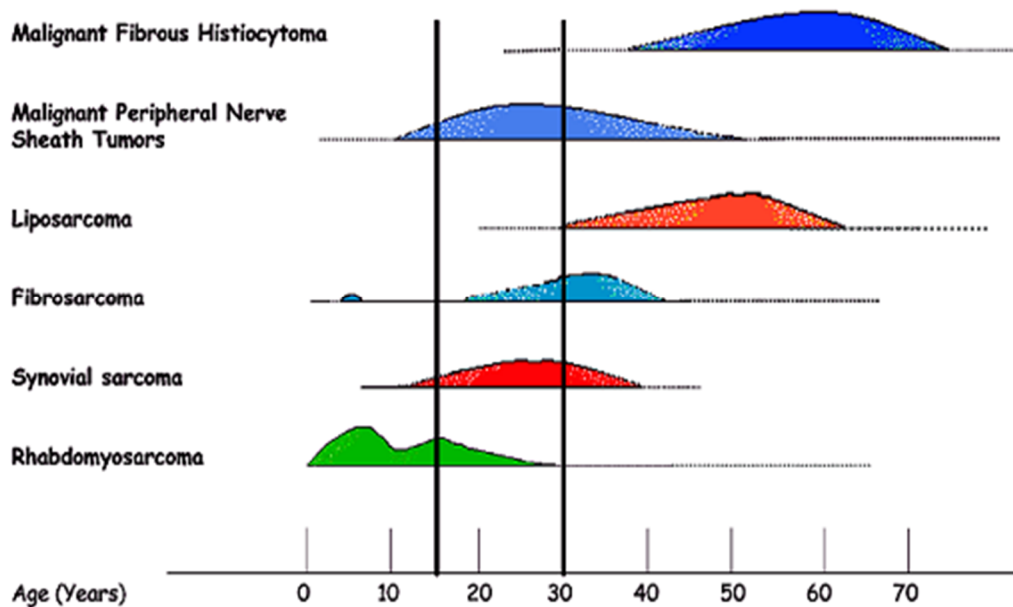 Malignant Fibrous Histiocytoma
Malignant Peripheral Nerve
Sheath Tumors
Liposarcoma
Fibrosarcoma
Synovial sarcoma
Rhabdomyosarcoma
Age (Years) 0 10 20 30 40 50 60 70